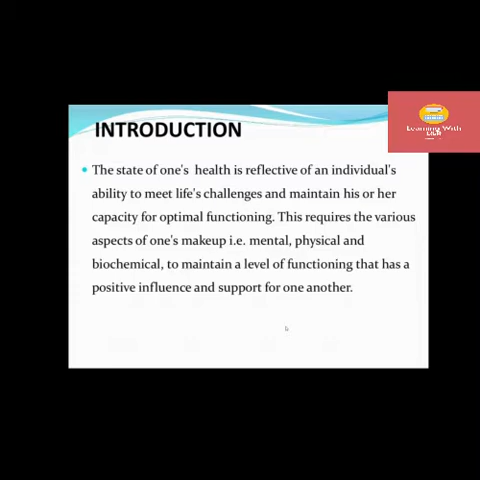 INTRODUCTION
Learning With
The state of one's health is reflective of an individual's
ability to meet life's challenges and maintain his or her
capacity for optimal functioning. This requires the various
aspects of one's makeup i.e. mental, physical and
biochemical, to maintain a level of functioning that has a
positive influence and support for one another.